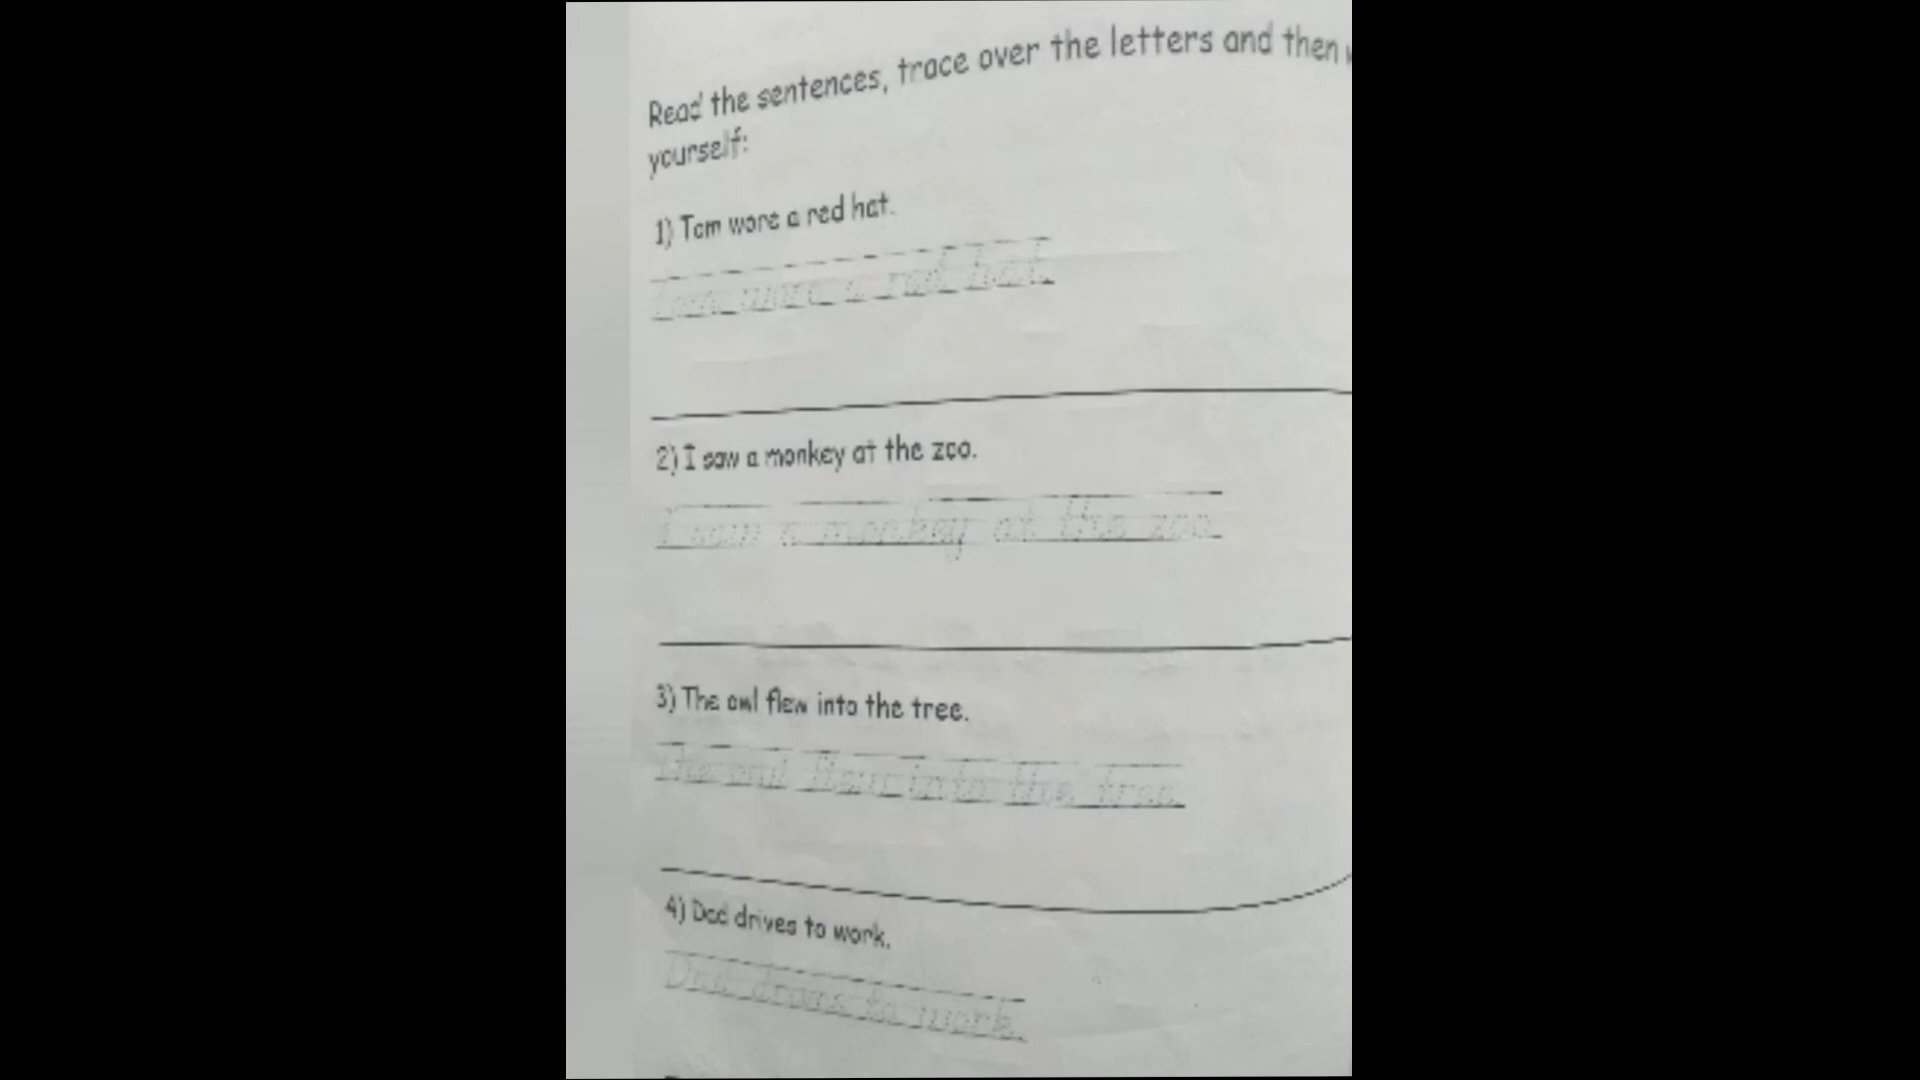 Read the sentences, trace over the letters and then
yourself:
1) Tom wore a red hat.
Tom wore a red hat.
2) I saw a monkey at the zoo.
I saw a monkey at the zoo.
3) The owl flew into the tree.
The owl flew into the tree.
4) Dad drives to work.
Dad to work.